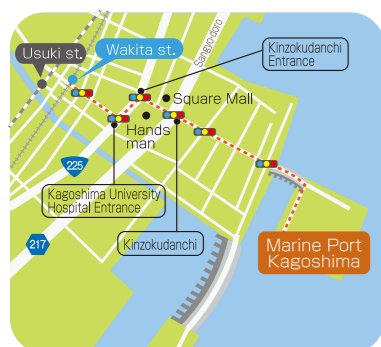 Usuki st.
Wakita st.
Kinzokudanchi
Entrance
Sangyo-doro
Square Mall
Hands
man
225
Kagoshima University
Hospital Entrance
217
Kinzokudanchi
Marine Port
Kagoshima